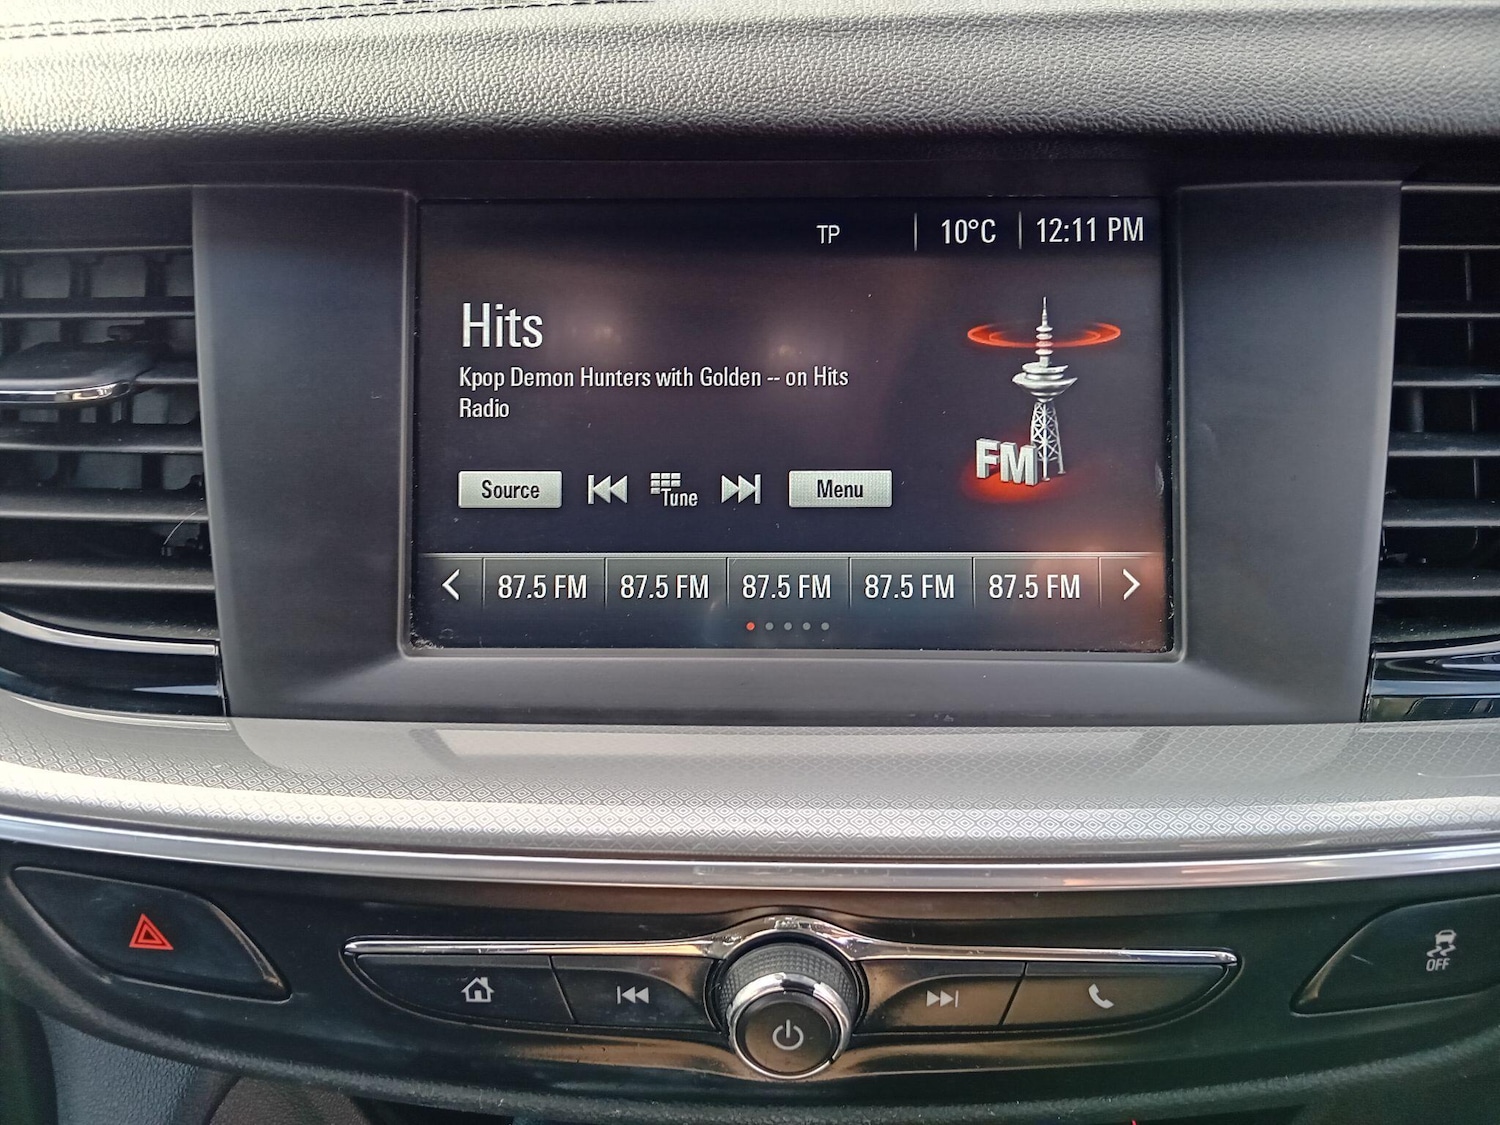 TP 10°C 12:11 PM
Hits
Kpop Demon Hunters with Golden -- on Hits
Radio
FM
Source Tune Menu
87.5 FM 87.5 FM 87.5 FM 87.5 FM 87.5 FM
OFF